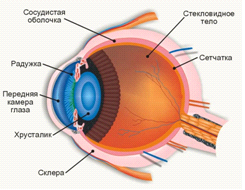 Сосудистая
оболочка
Стекловидное
тело
Радужка
Сетчатка
Передняя
камера
глаза
Хрусталик
Склера